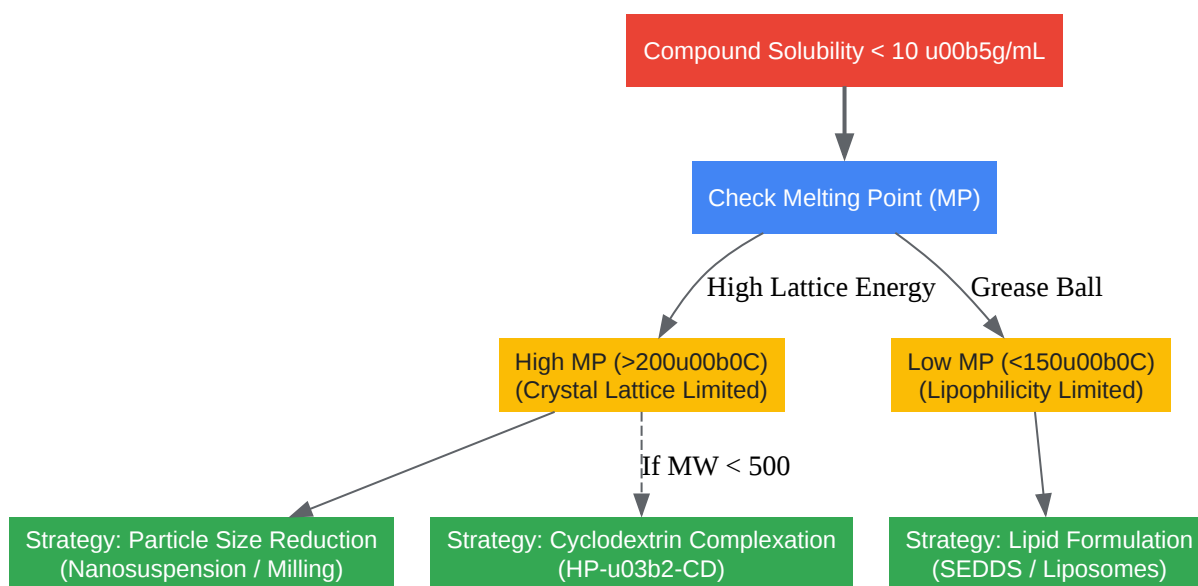 Compound Solubility < 10 u00b5g/mL
Check Melting Point (MP)
High Lattice Energy
Grease Ball
High MP (>200u00b0C)
(Crystal Lattice Limited)
Low MP (<150u00b0C)
(Lipophilicity Limited)
If MW < 500
Strategy: Particle Size Reduction
(Nanosuspension / Milling)
Strategy: Cyclodextrin Complexation
(HP-u03b2-CD)
Strategy: Lipid Formulation
(SEDDS / Liposomes)